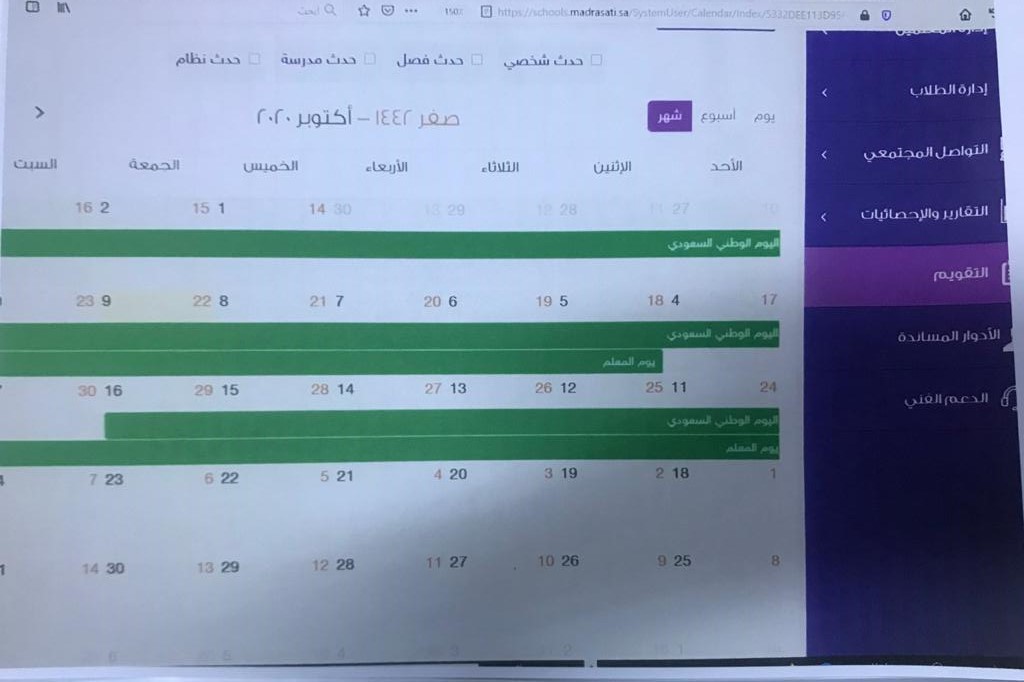 ابحث
150٪
https://schools.madrasati.sa/SystemUser/Calendar/Index/5332DEE113D95
إدارة الطلاب
التواصل المجتمعي
التقارير والإحصائيات
التقويم
الأدوار المساندة
الدعم الفني
حدث شخصي حدث فصل حدث مدرسة حدث نظام
يوم أسبوع شهر
صفر ١٤٤٢ – أكتوبر ٢٠٢٠
الأحد الإثنين الثلاثاء الأربعاء الخميس الجمعة السبت
27 11 28 12 29 13 30 14 1 15 2 16
اليوم الوطني السعودي
17 4 18 5 19 6 20 7 21 8 22 9 23
اليوم الوطني السعودي
يوم المعلم
24 11 25 12 26 13 27 14 28 15 29 16 30
اليوم الوطني السعودي
يوم المعلم
1 18 2 19 3 20 4 21 5 22 6 23 7
8 25 9 26 10 27 11 28 12 29 13 30 14